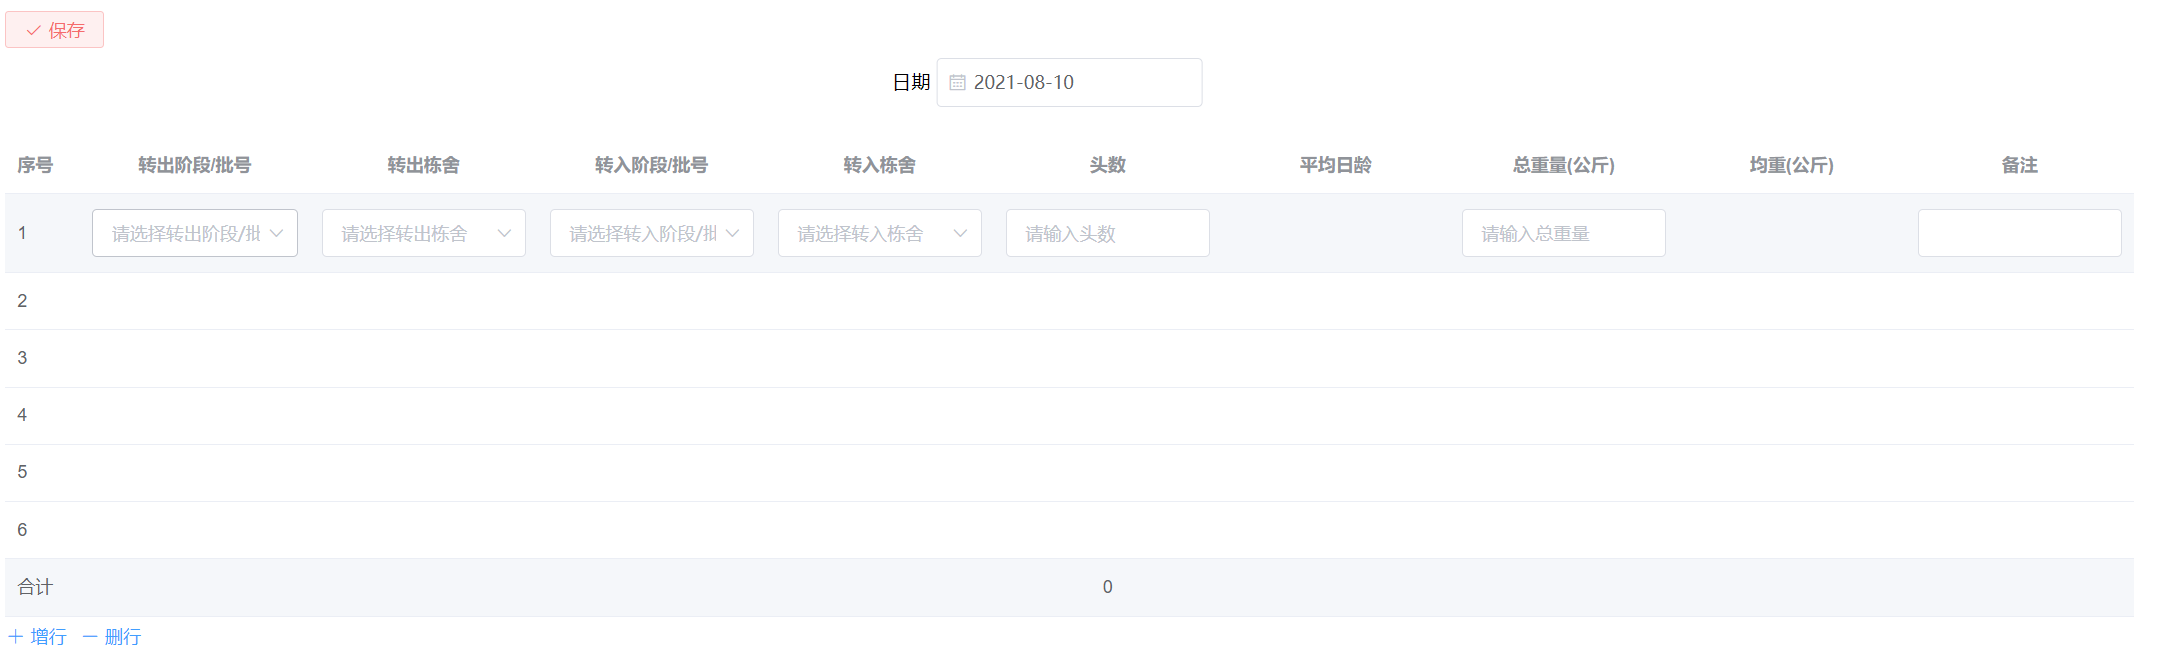 保存
日期 2021-08-10
序号 转出阶段/批号 转出栋舍 转入阶段/批号 转入栋舍 头数 平均日龄 总重量(公斤) 均重(公斤) 备注
1 请选择转出阶段/批 请选择转出栋舍 请选择转入阶段/批 请选择转入栋舍 请输入头数 请输入总重量
2
3
4
5
6
合计 0
增行 删行